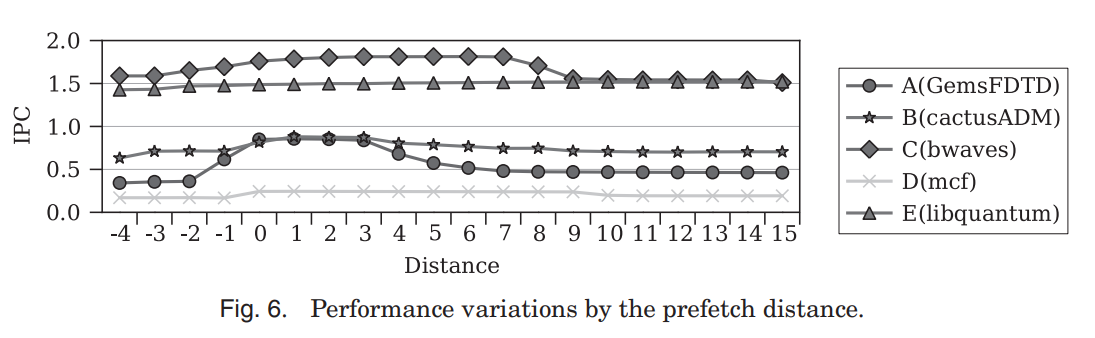 2.0
1.5
1.0
0.5
0.0
IPC
-4 -3 -2 -1 0 1 2 3 4 5 6 7 8 9 10 11 12 13 14 15
Distance
A(GemsFDTD)
B(cactusADM)
C(bwaves)
D(mcf)
E(libquantum)
Fig. 6. Performance variations by the prefetch distance.